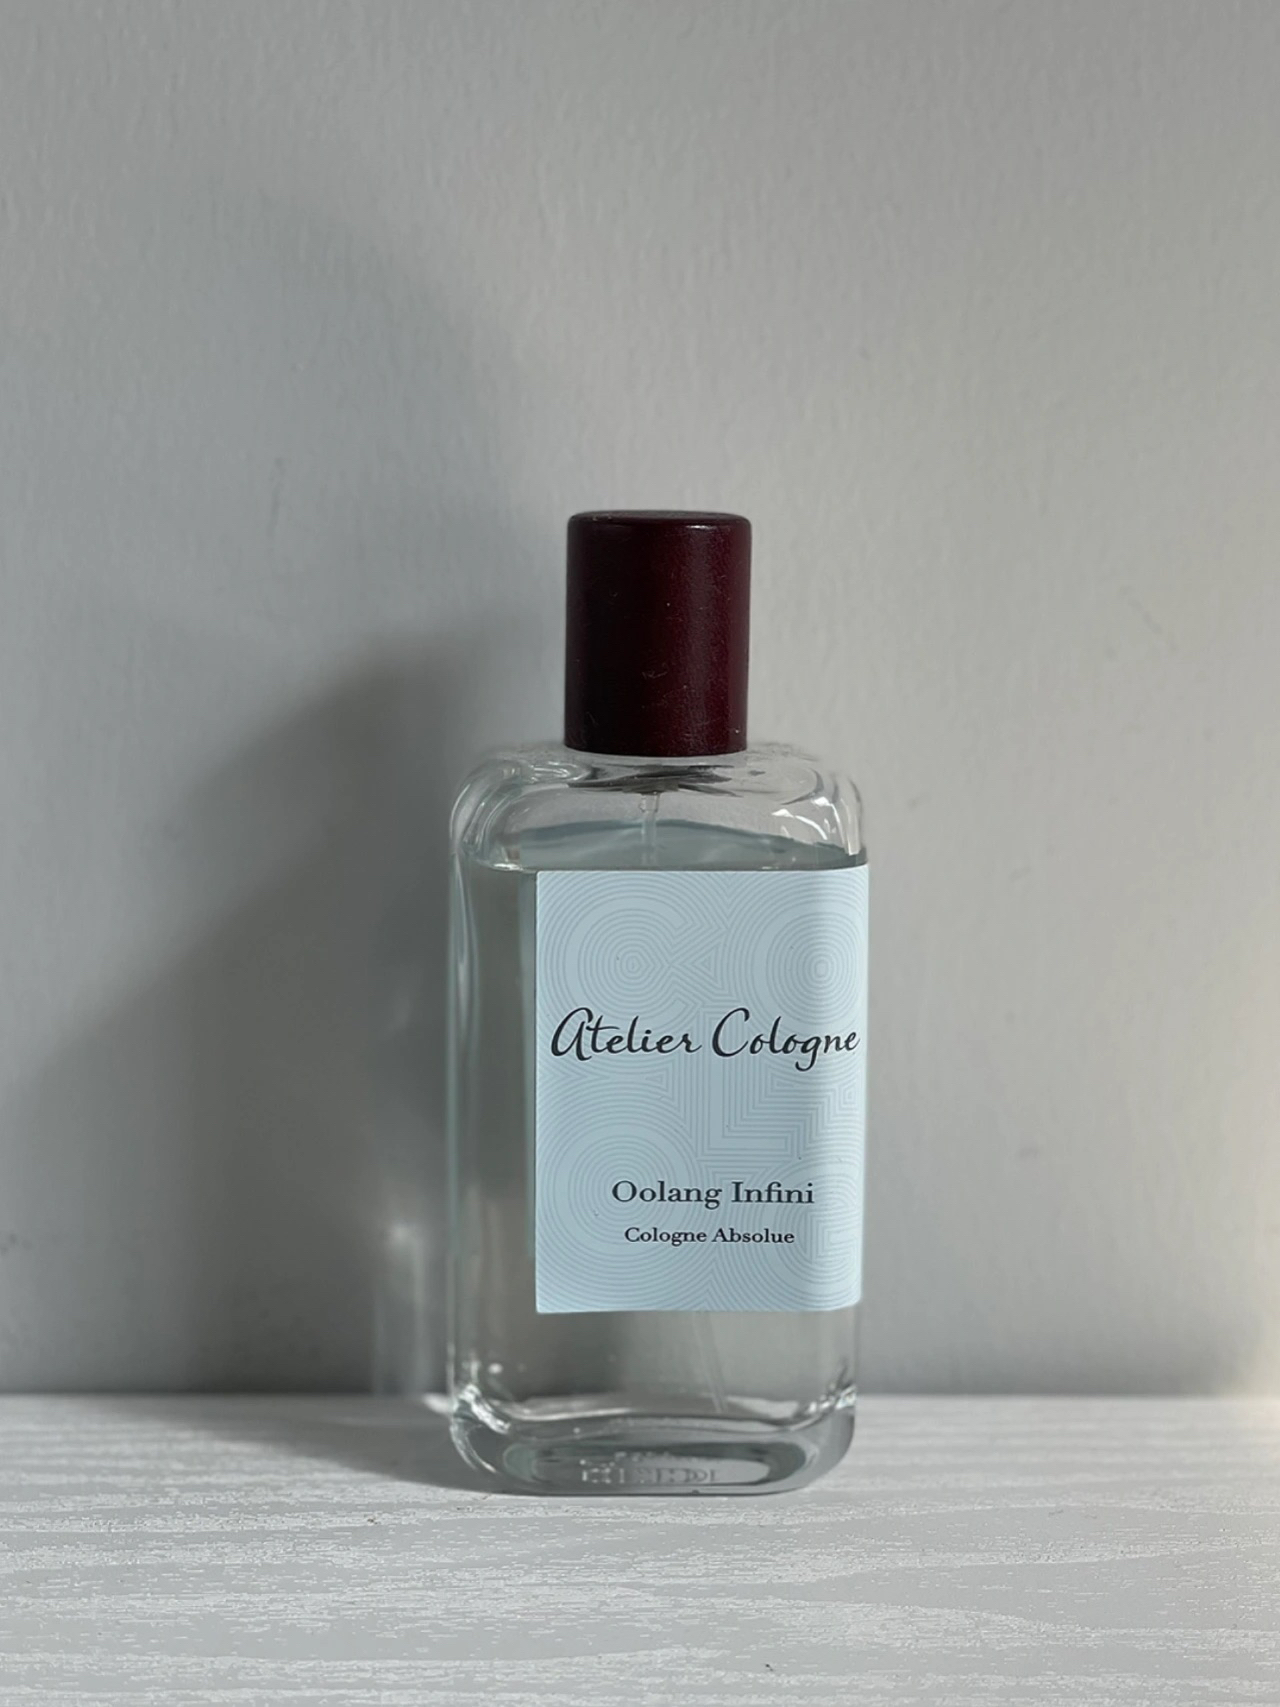 Atelier Cologne
Oolang Infini
Cologne Absolue